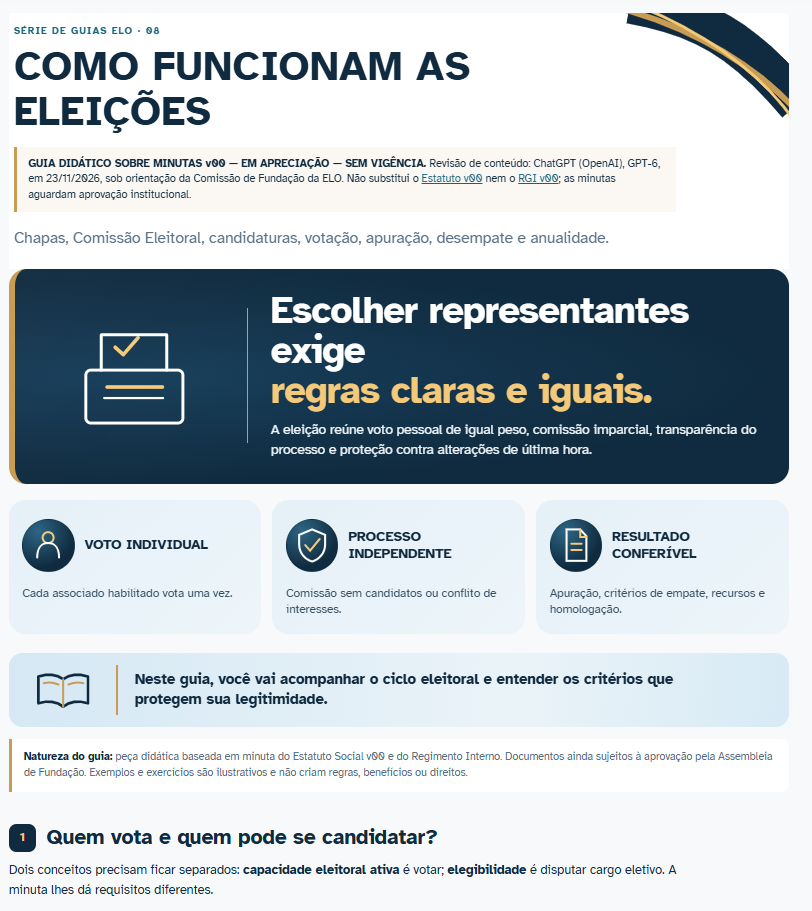 SÉRIE DE GUIAS ELO · 08
COMO FUNCIONAM AS
ELEIÇÕES
GUIA DIDÁTICO SOBRE MINUTAS v00 — EM APRECIAÇÃO — SEM VIGÊNCIA. Revisão de conteúdo: ChatGPT (OpenAI), GPT-6,
em 23/11/2026, sob orientação da Comissão de Fundação da ELO. Não substitui o Estatuto v00 nem o RGI v00; as minutas
aguardam aprovação institucional.
Chapas, Comissão Eleitoral, candidaturas, votação, apuração, desempate e anualidade.
Escolher representantes
exige
regras claras e iguais.
A eleição reúne voto pessoal de igual peso, comissão imparcial, transparência do
processo e proteção contra alterações de última hora.
VOTO INDIVIDUAL
Cada associado habilitado vota uma vez.
PROCESSO
INDEPENDENTE
Comissão sem candidatos ou conflito de
interesses.
RESULTADO
CONFERÍVEL
Apuração, critérios de empate, recursos e
homologação.
Neste guia, você vai acompanhar o ciclo eleitoral e entender os critérios que
protegem sua legitimidade.
Natureza do guia: peça didática baseada em minuta do Estatuto Social v00 e do Regimento Interno. Documentos ainda sujeitos à aprovação pela Assembleia
de Fundação. Exemplos e exercícios são ilustrativos e não criam regras, benefícios ou direitos.
1 Quem vota e quem pode se candidatar?
Dois conceitos precisam ficar separados: capacidade eleitoral ativa é votar; elegibilidade é disputar cargo eletivo. A
minuta lhes dá requisitos diferentes.